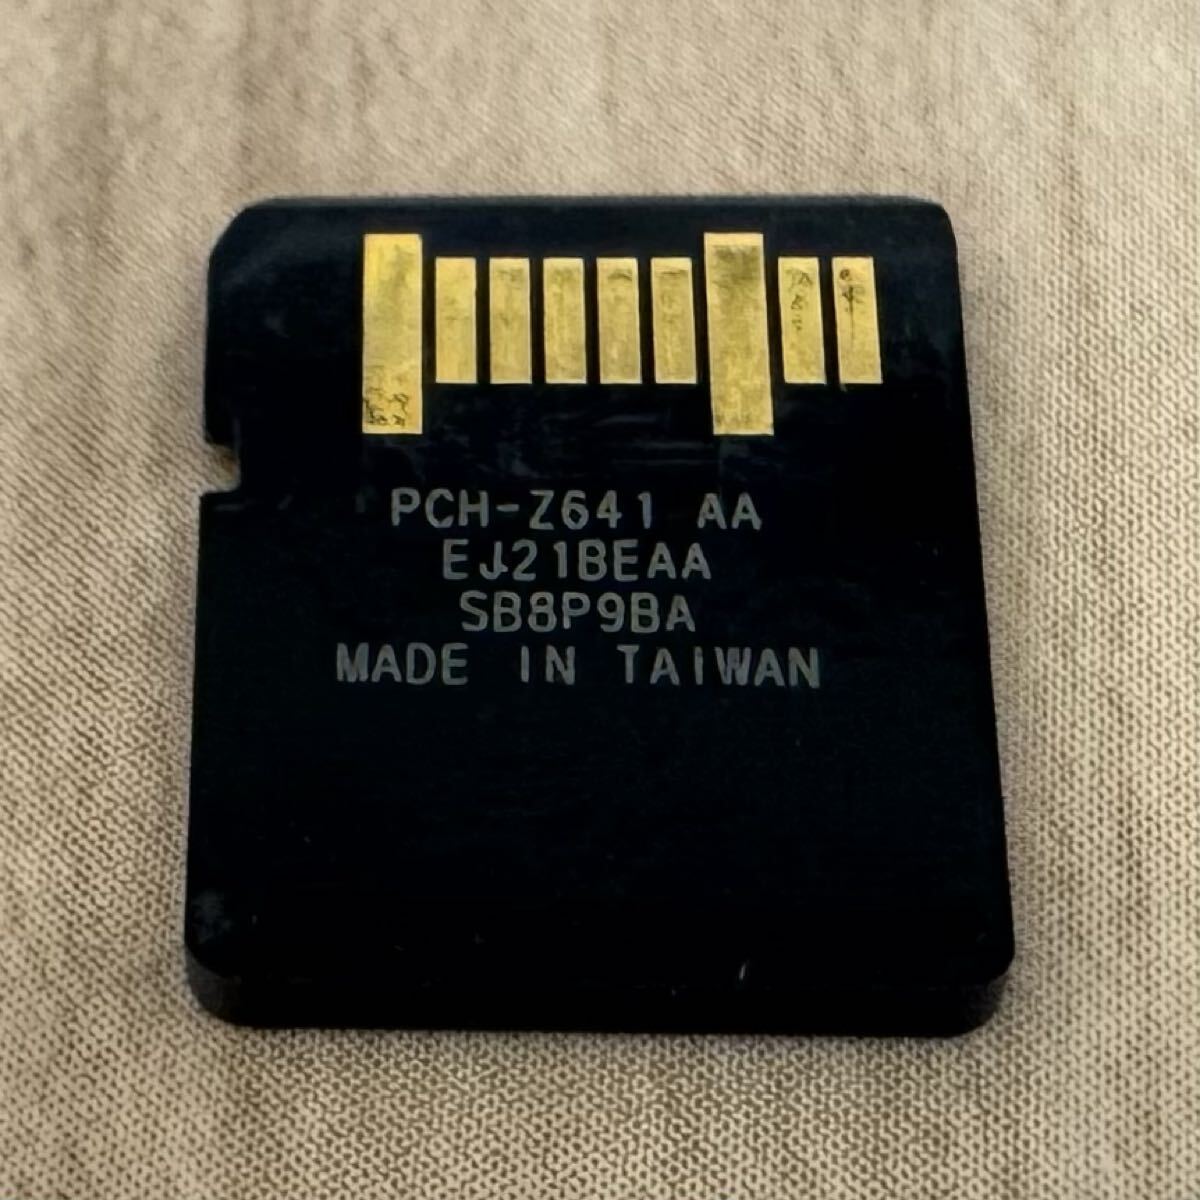 PCH-Z641 AA
EJ21BEAA
SB8P9BA
MADE IN TAIWAN